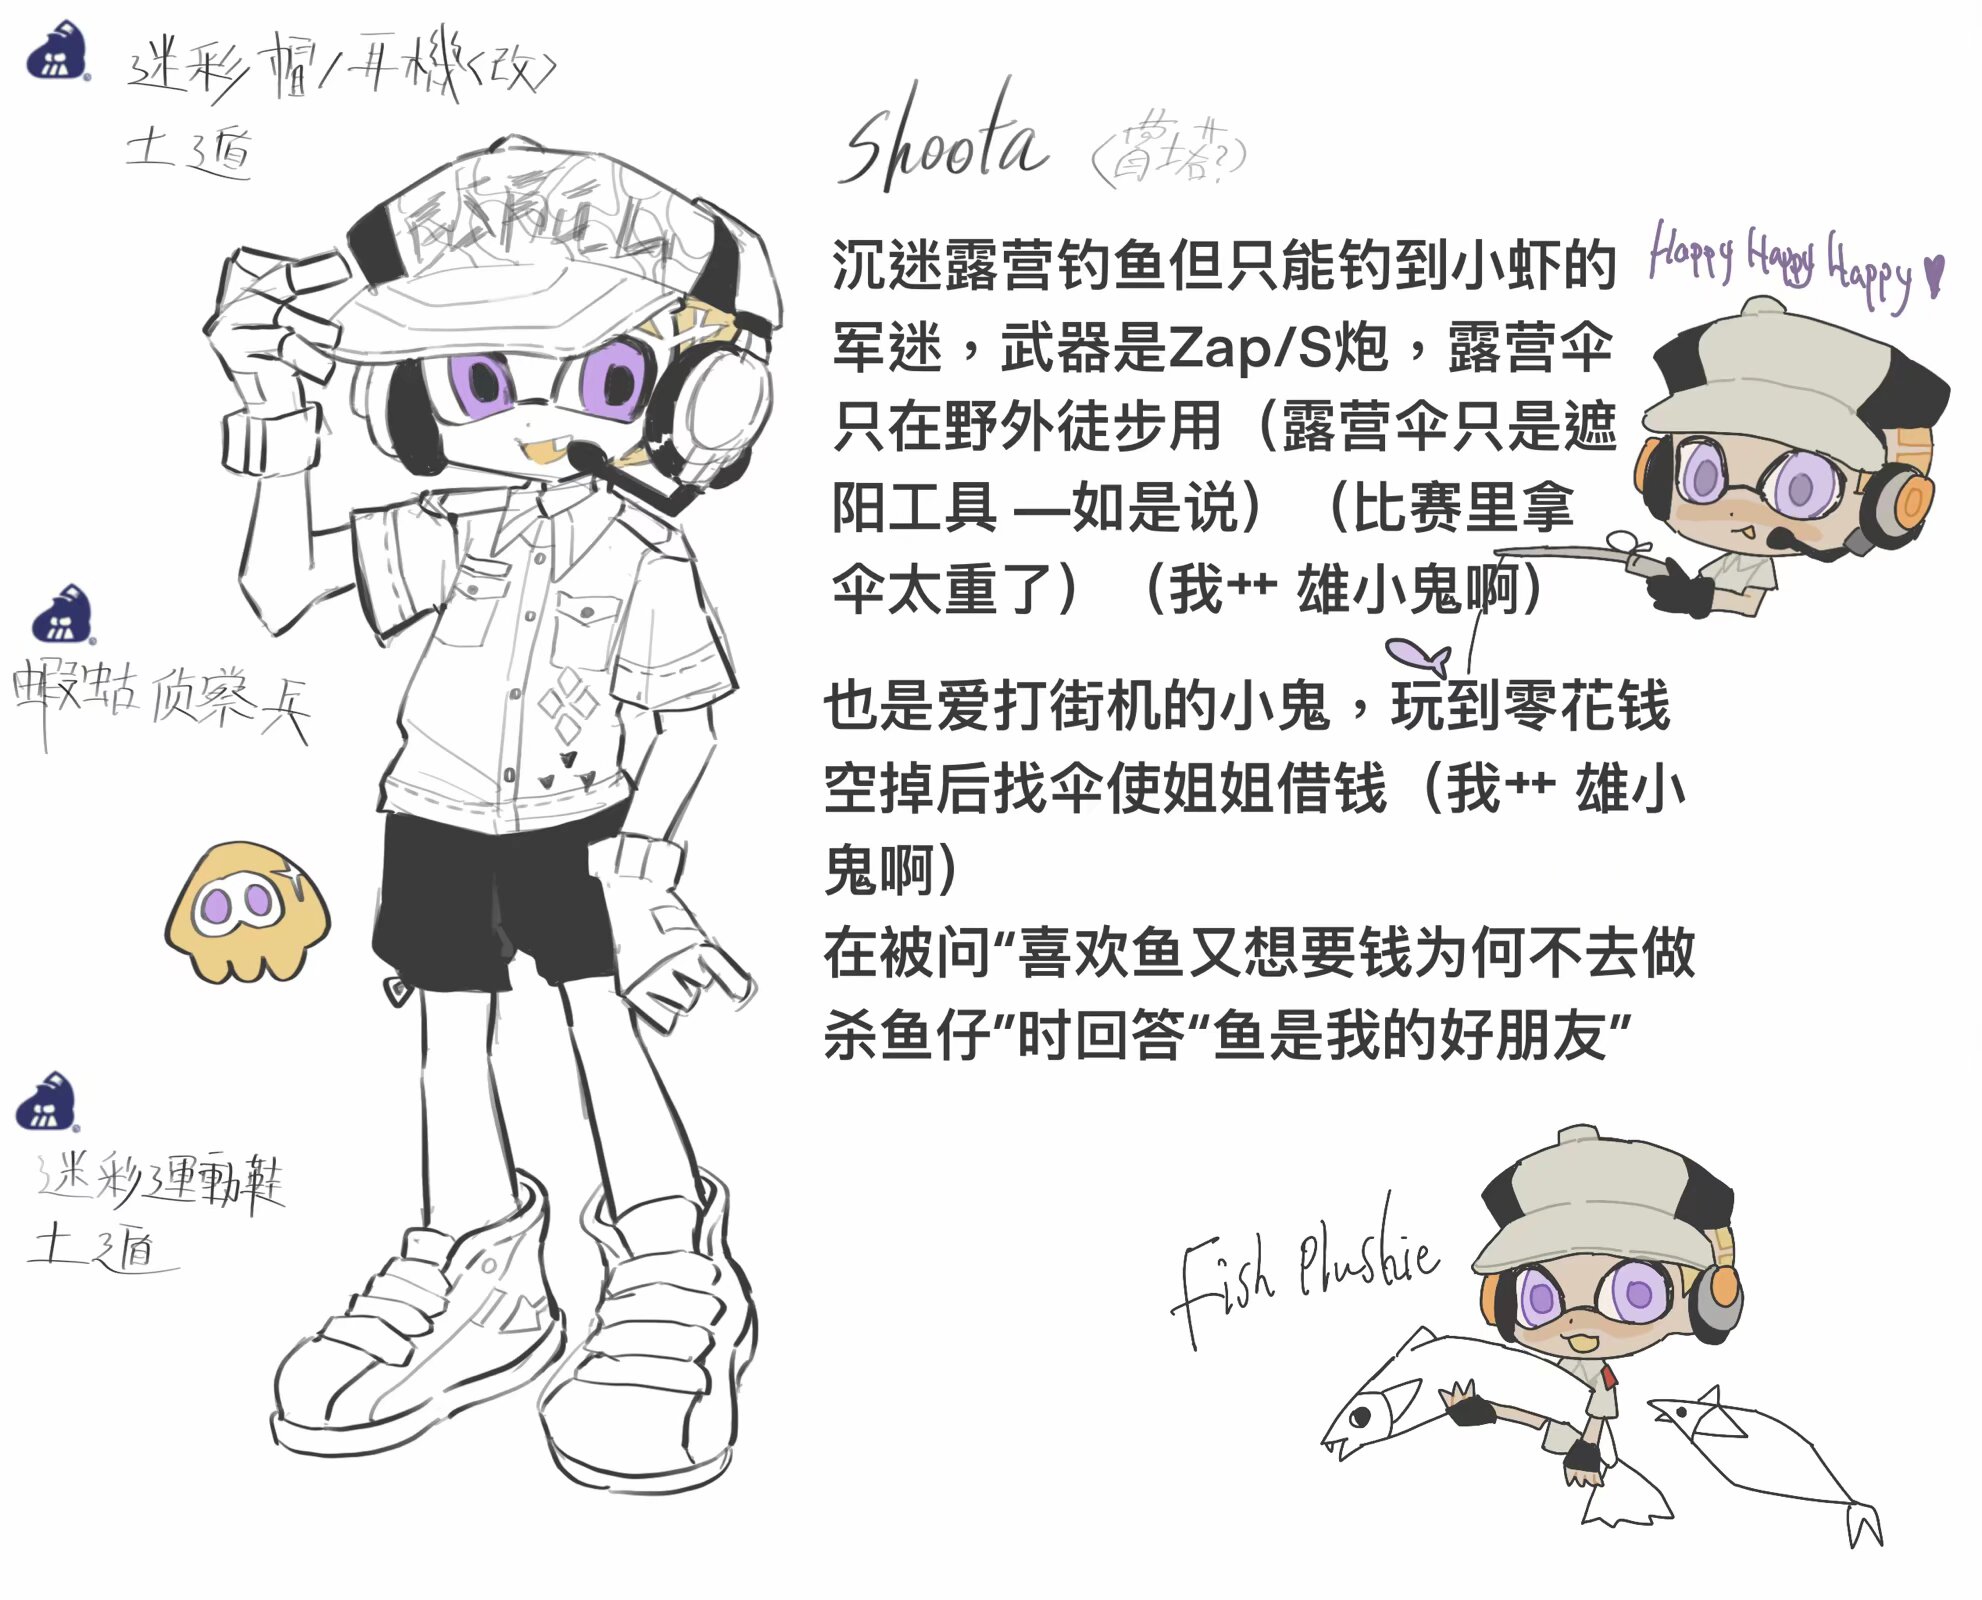 迷彩帽/耳機<改>
土遁
shoota (首塔?)
沉迷露营钓鱼但只能钓到小虾的
军迷，武器是Zap/S炮，露营伞
只在野外徒步用（露营伞只是遮
阳工具 —如是说）（比赛里拿
伞太重了）（我艹 雄小鬼啊）
Happy Happy Happy
蝦蛄侦察兵
也是爱打街机的小鬼，玩到零花钱
空掉后找伞使姐姐借钱（我艹 雄小
鬼啊）
在被问“喜欢鱼又想要钱为何不去做
杀鱼仔”时回答“鱼是我的好朋友”
迷彩運動鞋
土遁
Fish Plushie